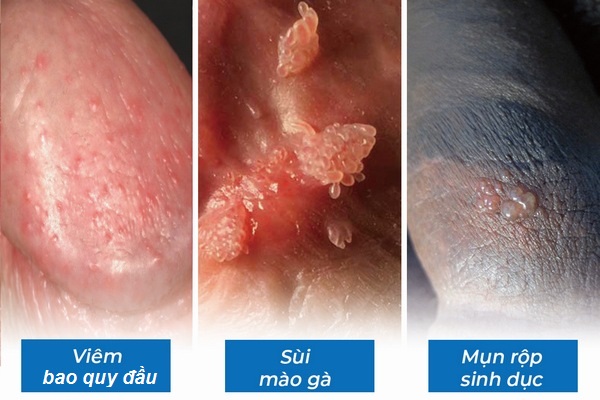 Viêm
bao quy đầu
Sùi
mào gà
Mụn rộp
sinh dục